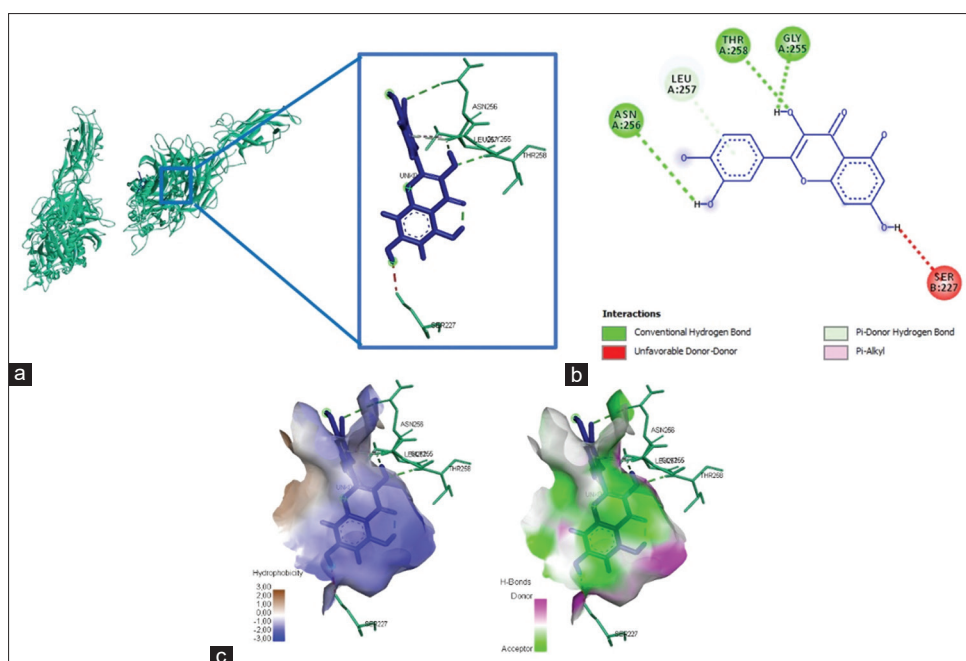 a
ASN256
LEU257
THR258
SER227
THR
A:258
GLY
A:255
LEU
A:257
ASN
A:256
H
O
O
O
O
H
O
O
O
H
SER
B:227
Interactions
Conventional Hydrogen Bond
Pi-Donor Hydrogen Bond
Unfavorable Donor-Donor
Pi-Alkyl
b
ASN256
THR258
Hydrophobicity
3,00
2,00
1,00
0,00
-1,00
-2,00
-3,00
SER227
c
ASN256
THR258
H-Bonds
Donor
Acceptor
SER227